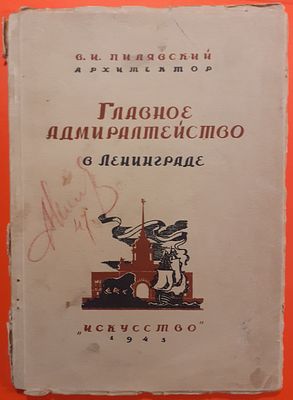 В. И. ПИЛЯВСКИЙ
АРХИТЕКТОР
ГЛАВНОЕ
АДМИРАЛТЕЙСТВО
В ЛЕНИНГРАДЕ
„ИСКУССТВО"
1945